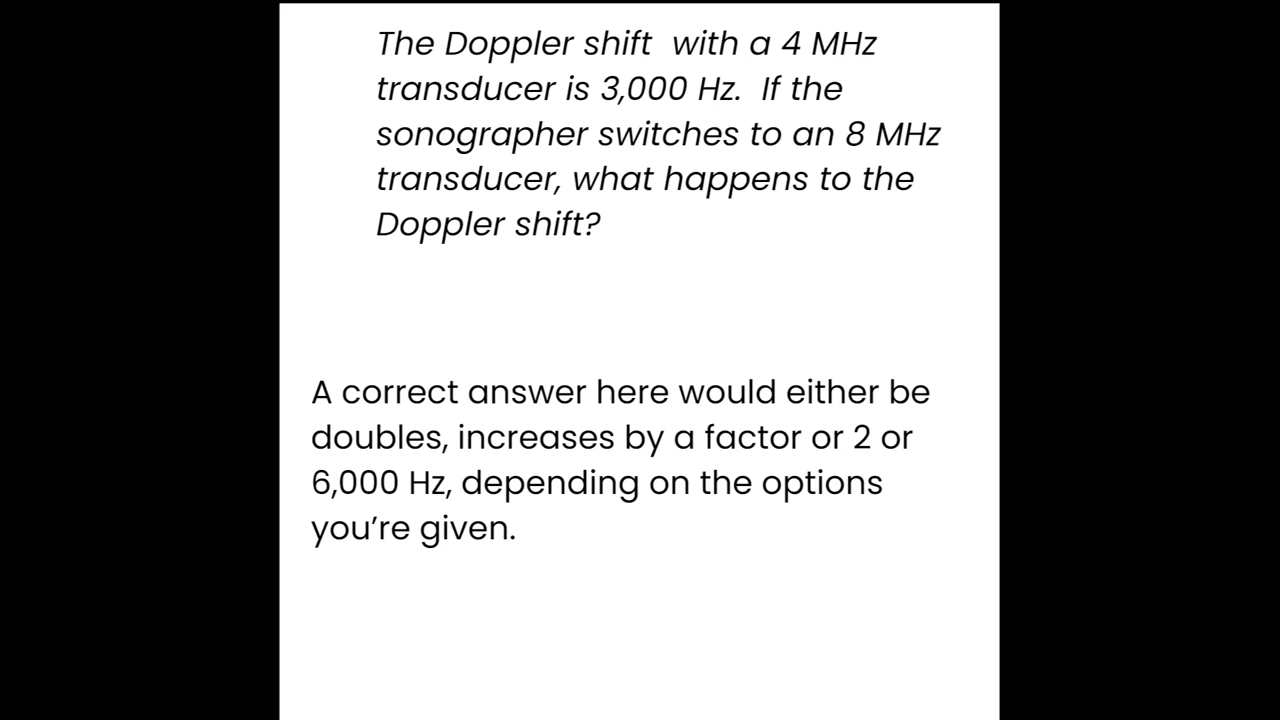 The Doppler shift  with a 4 MHz
transducer is 3,000 Hz.  If the
sonographer switches to an 8 MHz
transducer, what happens to the
Doppler shift?
A correct answer here would either be
doubles, increases by a factor or 2 or
6,000 Hz, depending on the options
you’re given.